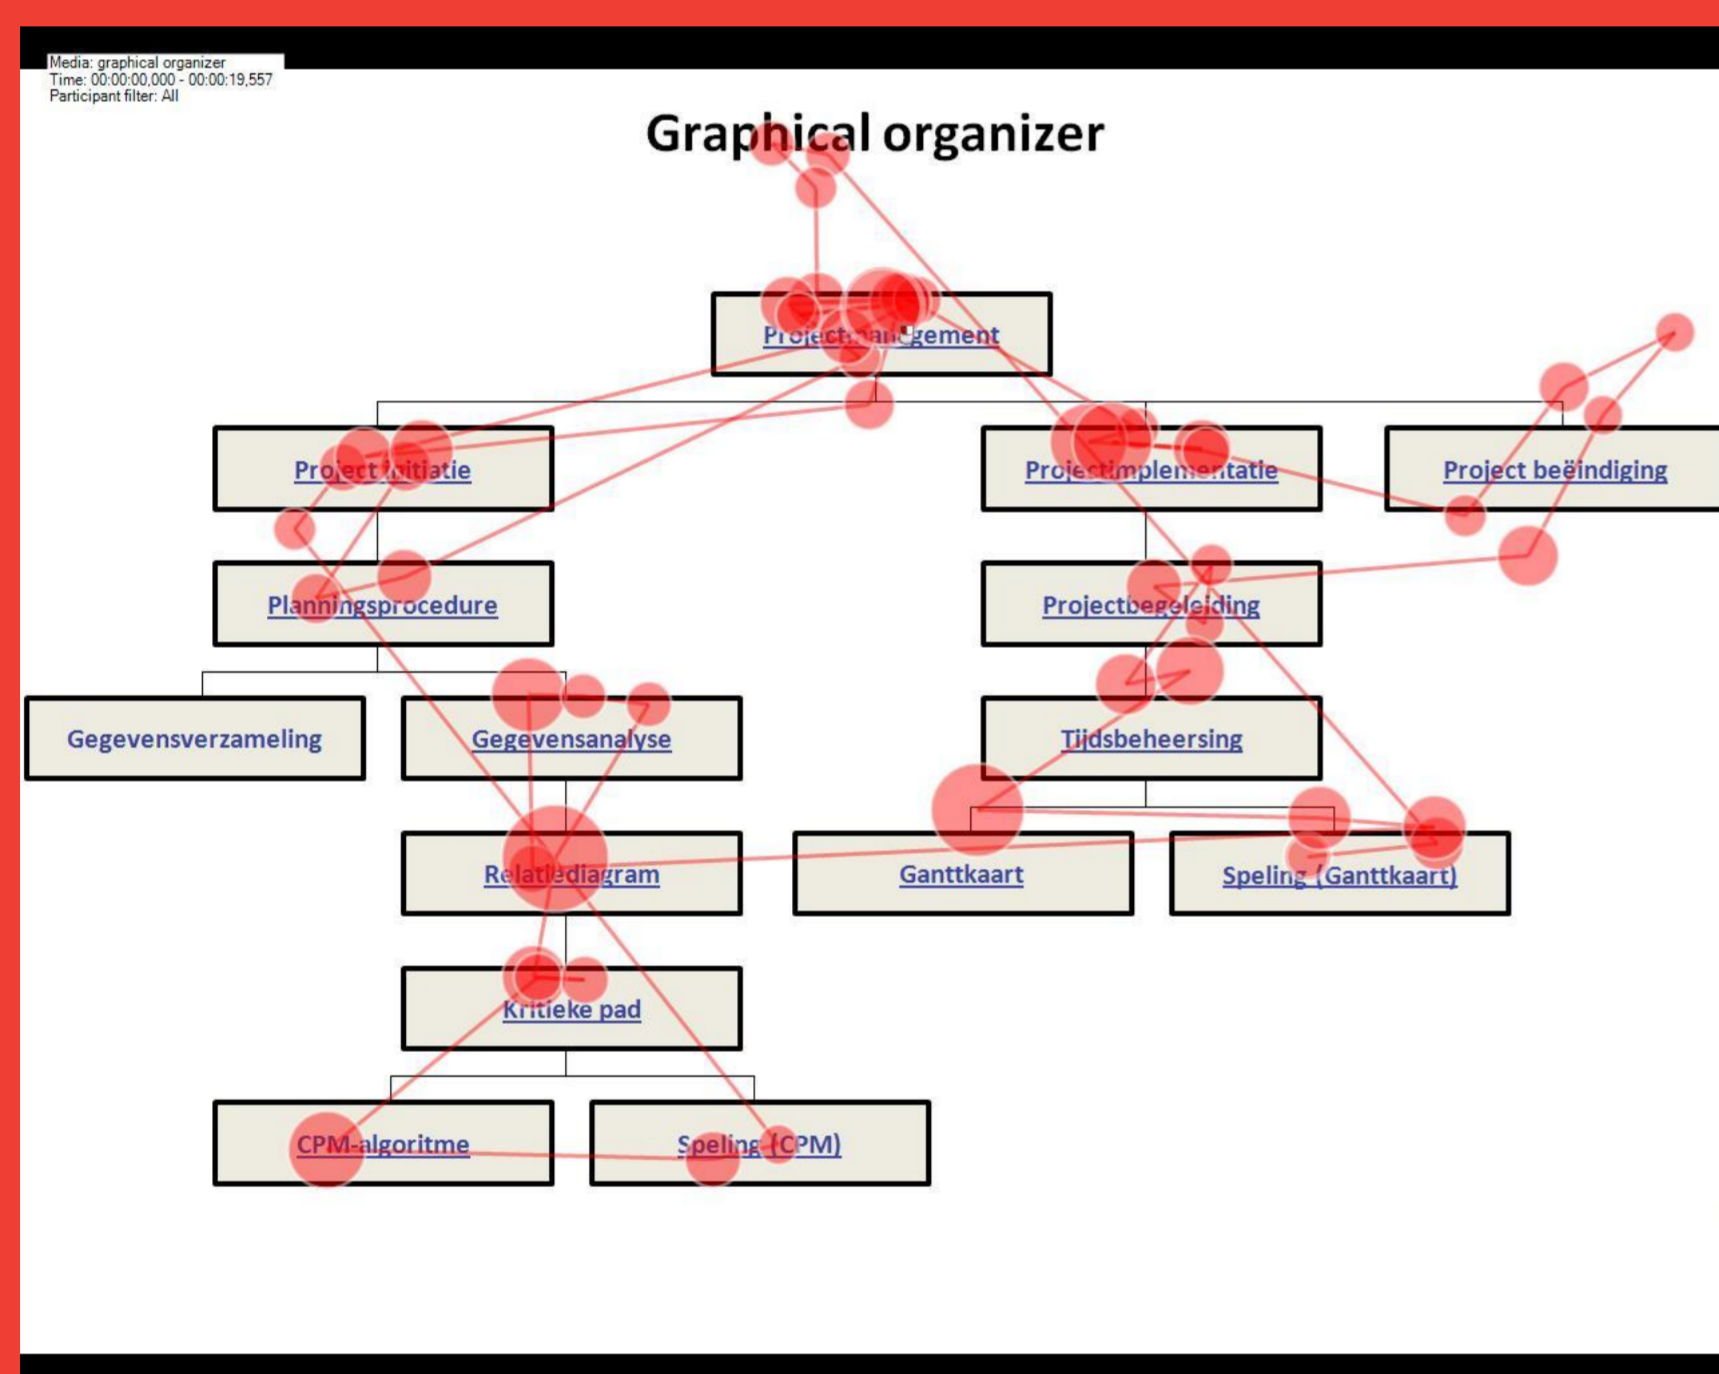 Media: graphical organizer
Time: 00:00:00,000 - 00:00:19,557
Participant filter: All
Graphical organizer
Projectmanagement
Project initiatie
Projectimplementatie
Project beëindiging
Planningsprocedure
Projectbegeleiding
Gegevensverzameling
Gegevensanalyse
Tijdsbeheersing
Relatiediagram
Ganttkaart
Speling (Ganttkaart)
Kritieke pad
CPM-algoritme
Speling (CPM)